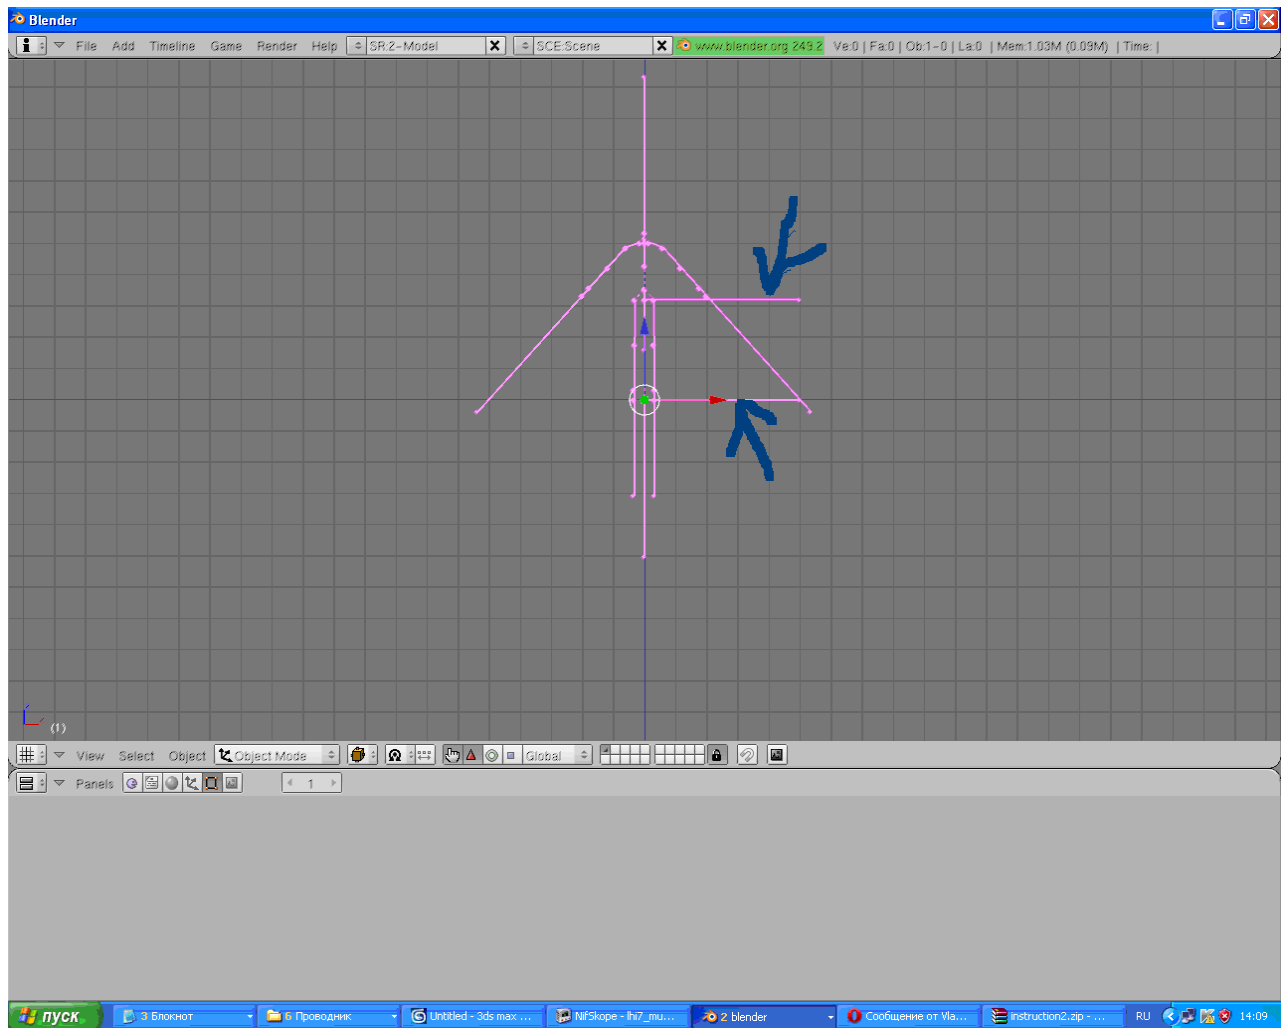 Blender
File Add Timeline Game Render Help SR:2-Model X SCE:Scene X www.blender.org 243.2 Ve:0 | Fa:0 | Ob:1-0 | La:0 | Mem:1.03M (0.09M) | Time: |
(1)
View Select Object Object Mode Global
Panels 1
пуск 3 Блокнот 6 Проводник Untitled - 3ds max ... NifSkope - lhi7_mu... 2 blender Сообщение от Vla... instruction2.zip - ... RU 14:09